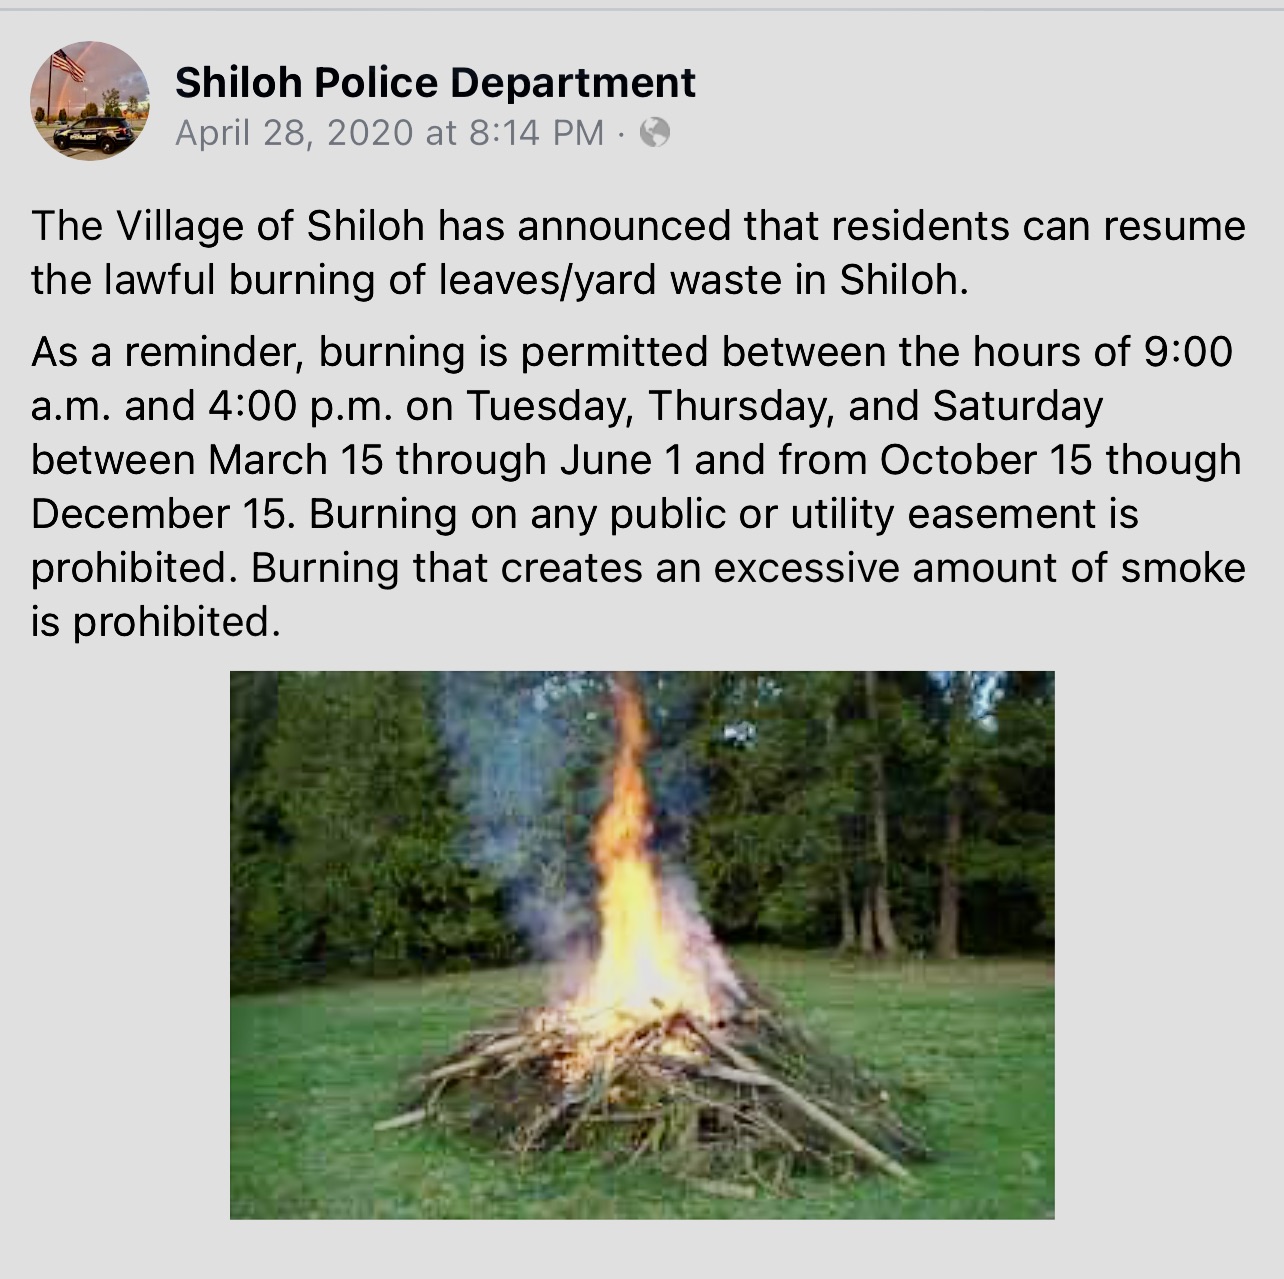 Shiloh Police Department
April 28, 2020 at 8:14 PM ·
The Village of Shiloh has announced that residents can resume
the lawful burning of leaves/yard waste in Shiloh.
As a reminder, burning is permitted between the hours of 9:00
a.m. and 4:00 p.m. on Tuesday, Thursday, and Saturday
between March 15 through June 1 and from October 15 though
December 15. Burning on any public or utility easement is
prohibited. Burning that creates an excessive amount of smoke
is prohibited.